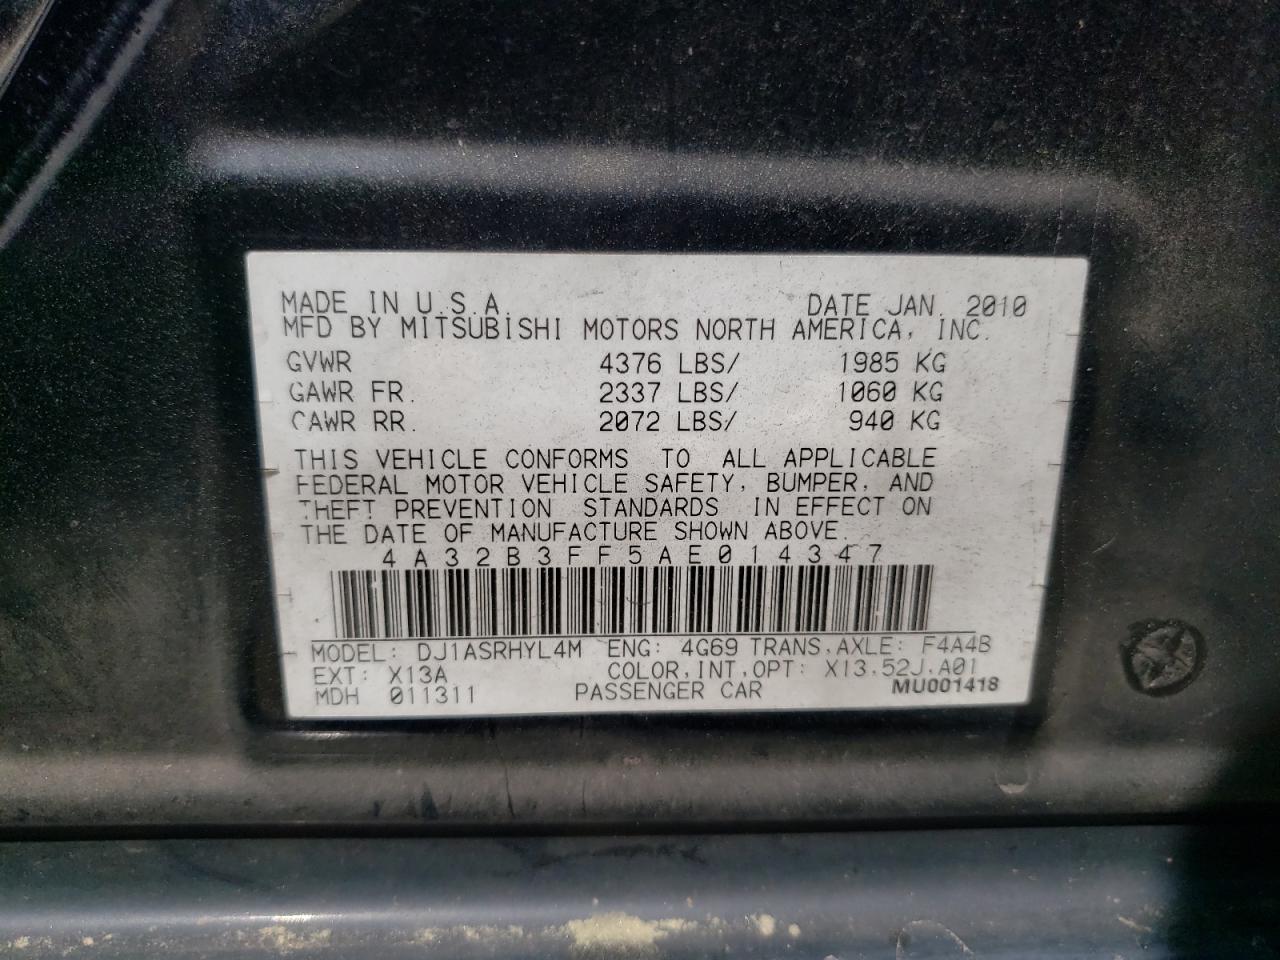 MADE IN U.S.A. DATE JAN. 2010
MFD BY MITSUBISHI MOTORS NORTH AMERICA, INC.
GVWR 4376 LBS/ 1985 KG
GAWR FR. 2337 LBS/ 1060 KG
GAWR RR. 2072 LBS/ 940 KG
THIS VEHICLE CONFORMS TO ALL APPLICABLE
FEDERAL MOTOR VEHICLE SAFETY, BUMPER, AND
THEFT PREVENTION STANDARDS IN EFFECT ON
THE DATE OF MANUFACTURE SHOWN ABOVE.
4A32B3FF5AE014347
MODEL: DJ1ASRHYL4M ENG: 4G69 TRANS,AXLE: F4A4B
EXT: X13A COLOR,INT,OPT: X13,52J,A01
MDH 011311 PASSENGER CAR MU001418